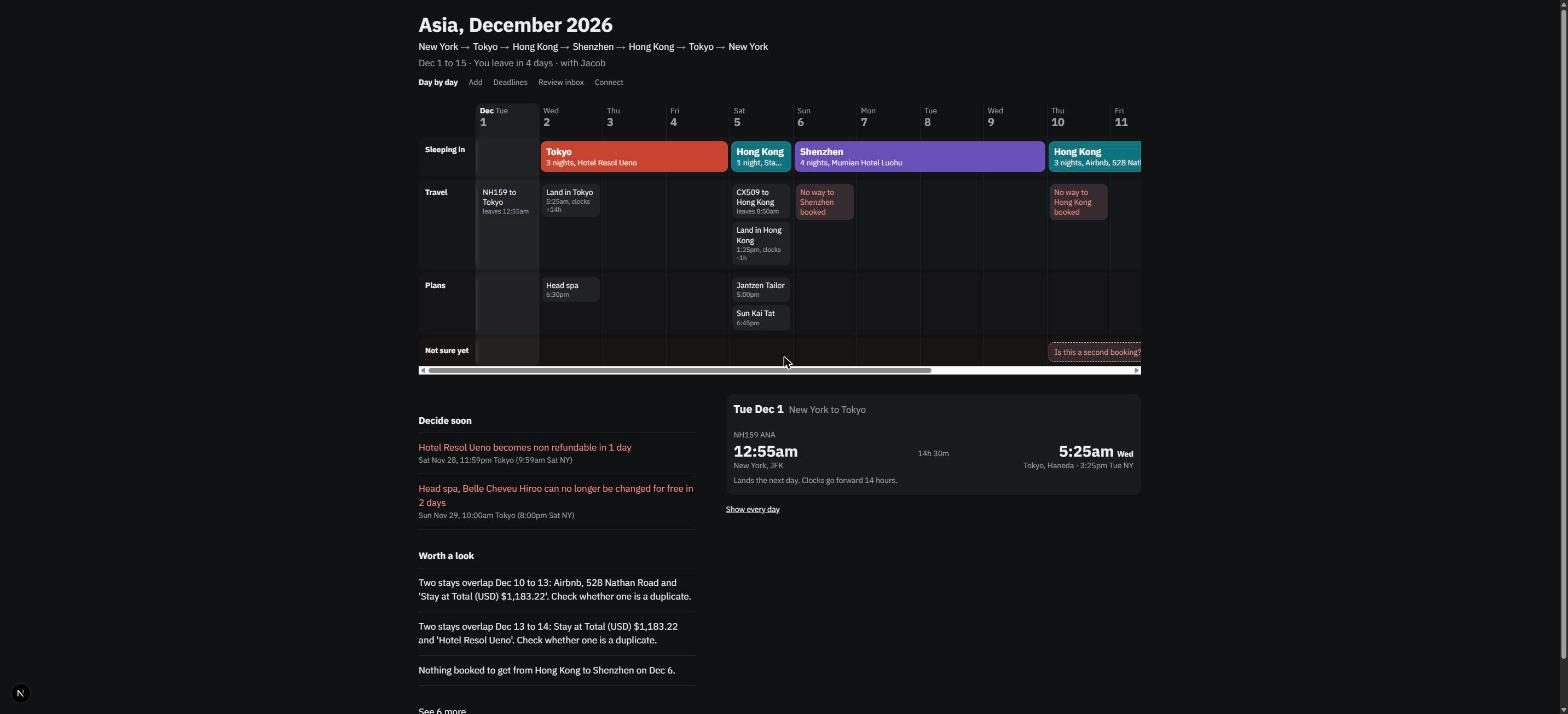 Asia, December 2026
New York → Tokyo → Hong Kong → Shenzhen → Hong Kong → Tokyo → New York
Dec 1 to 15 · You leave in 4 days · with Jacob
Day by day Add Deadlines Review inbox Connect
Dec Tue Wed Thu Fri Sat Sun Mon Tue Wed Thu Fri
1 2 3 4 5 6 7 8 9 10 11
Sleeping in
Tokyo
3 nights, Hotel Resol Ueno
Hong Kong
1 night, Sta...
Shenzhen
4 nights, Mumian Hotel Luohu
Hong Kong
3 nights, Airbnb, 528 Nat
Travel
NH159 to
Tokyo
leaves 12:55am
Land in Tokyo
5:25am, clocks
+14h
CX509 to
Hong Kong
leaves 8:50am
Land in Hong
Kong
1:25pm, clocks
-1h
No way to
Shenzhen
booked
No way to
Hong Kong
booked
Plans
Head spa
6:30pm
Jantzen Tailor
5:00pm
Sun Kai Tat
6:45pm
Not sure yet
Is this a second booking?
Decide soon
Hotel Resol Ueno becomes non refundable in 1 day
Sat Nov 28, 11:59pm Tokyo (9:59am Sat NY)
Head spa, Belle Cheveu Hiroo can no longer be changed for free in
2 days
Sun Nov 29, 10:00am Tokyo (8:00pm Sat NY)
Worth a look
Two stays overlap Dec 10 to 13: Airbnb, 528 Nathan Road and
'Stay at Total (USD) $1,183.22'. Check whether one is a duplicate.
Two stays overlap Dec 13 to 14: Stay at Total (USD) $1,183.22
and 'Hotel Resol Ueno'. Check whether one is a duplicate.
Nothing booked to get from Hong Kong to Shenzhen on Dec 6.
See 6 more
Tue Dec 1 New York to Tokyo
NH159 ANA
12:55am 14h 30m 5:25am Wed
New York, JFK Tokyo, Haneda · 3:25pm Tue NY
Lands the next day. Clocks go forward 14 hours.
Show every day
N